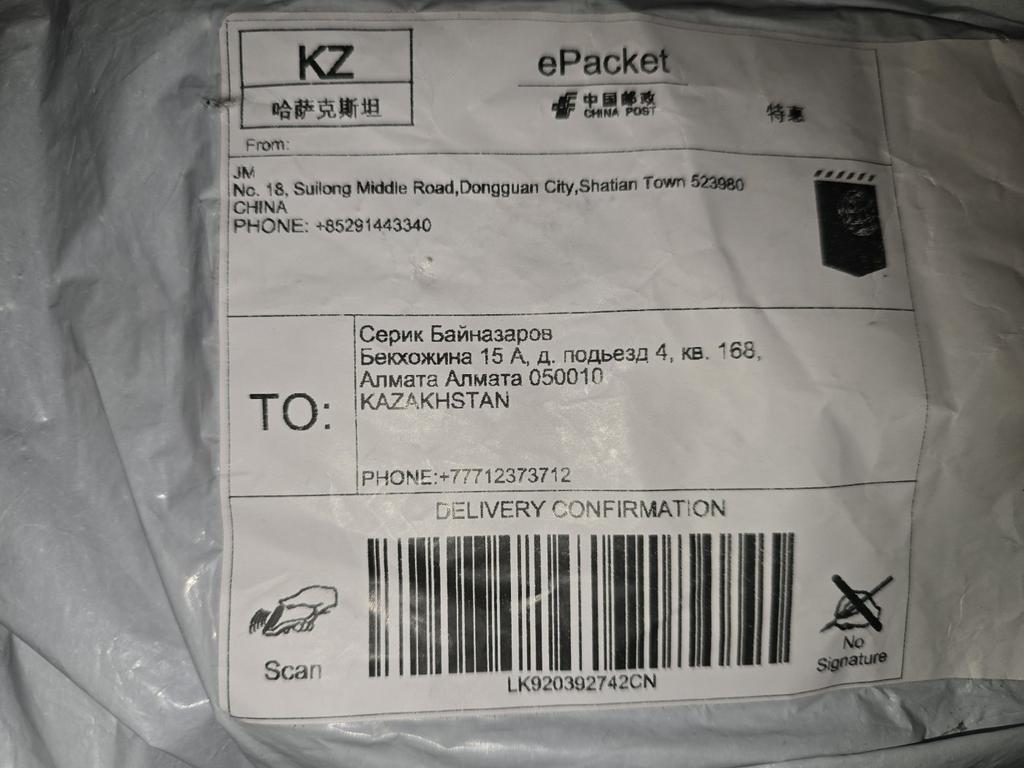 KZ
哈萨克斯坦
ePacket
中国邮政
CHINA POST
特惠
From:
JM
No. 18, Suilong Middle Road,Dongguan City,Shatian Town 523980
CHINA
PHONE: +85291443340
TO:
Серик Байназаров
Бекхожина 15 А, д. подьезд 4, кв. 168,
Алмата Алмата 050010
KAZAKHSTAN
PHONE:+77712373712
DELIVERY CONFIRMATION
Scan
LK920392742CN
No
Signature